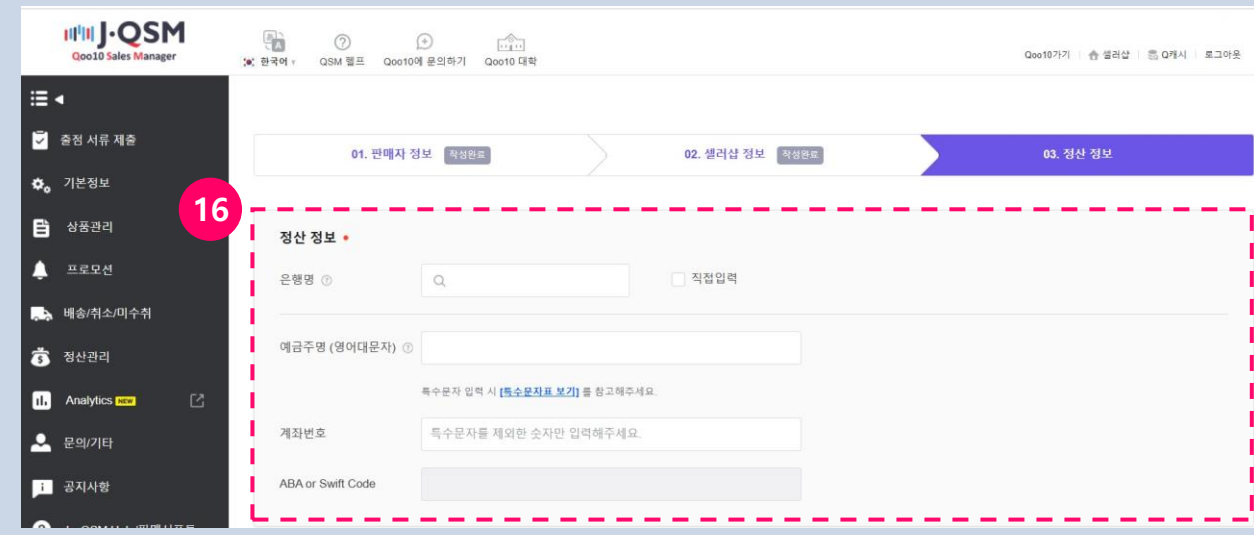 J·QSM
Qoo10 Sales Manager
한국어
QSM 헬프
Qoo10에 문의하기
Qoo10 대학
Qoo10가기
셀러샵
Q캐시
로그아웃
출점 서류 제출
기본정보
상품관리
프로모션
배송/취소/미수취
정산관리
Analytics NEW
문의/기타
공지사항
01. 판매자 정보 작성완료
02. 셀러샵 정보 작성완료
03. 정산 정보
16
정산 정보
은행명
직접입력
예금주명 (영어대문자)
특수문자 입력 시 [특수문자표 보기] 를 참고해주세요.
계좌번호
특수문자를 제외한 숫자만 입력해주세요.
ABA or Swift Code